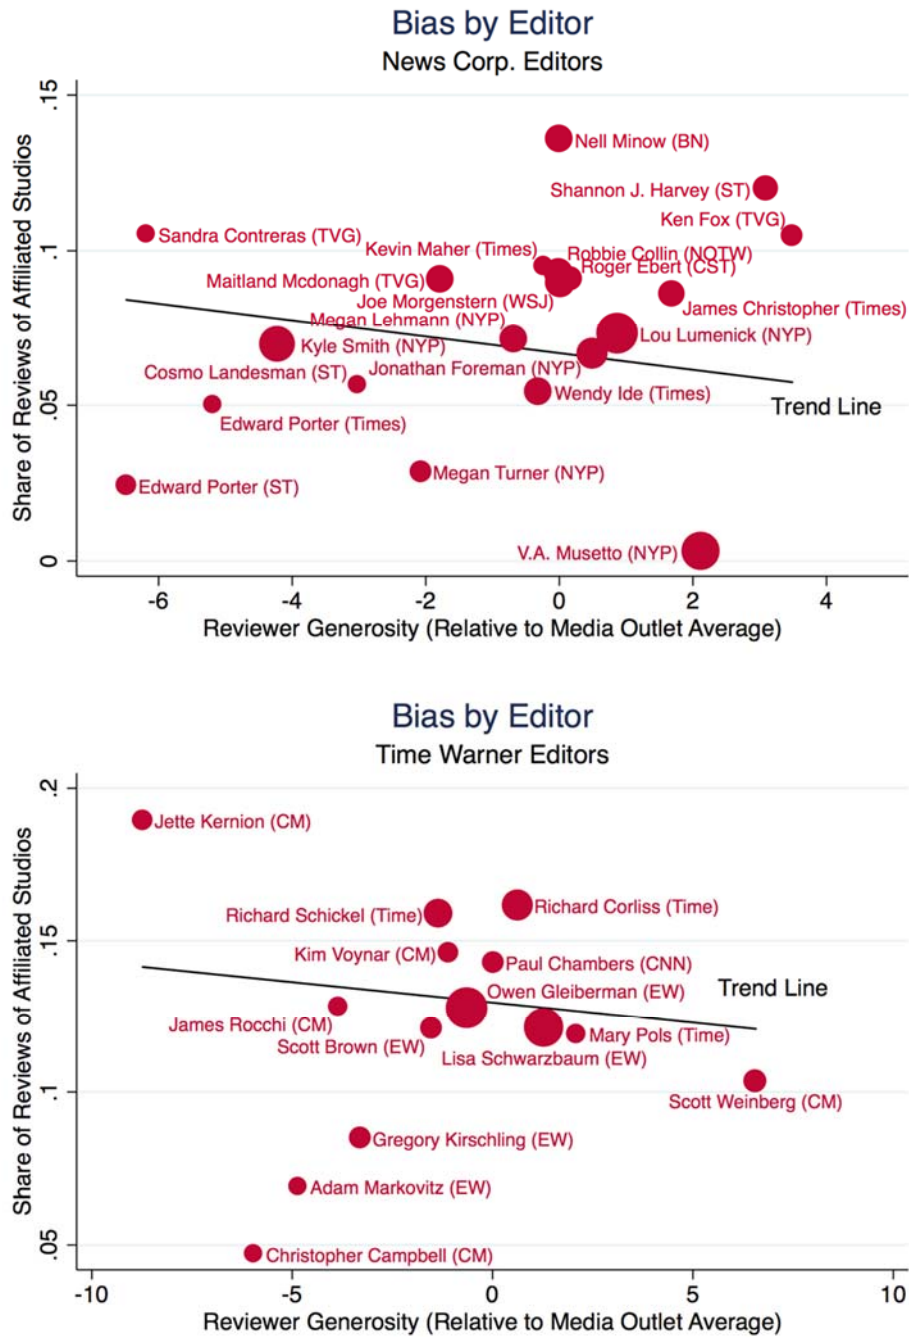 Bias by Editor
News Corp. Editors
Share of Reviews of Affiliated Studios
.15
.1
.05
0
Nell Minow (BN)
Shannon J. Harvey (ST)
Ken Fox (TVG)
Sandra Contreras (TVG)
Kevin Maher (Times)
Robbie Collin (NOTW)
Roger Ebert (CST)
Maitland Mcdonagh (TVG)
Joe Morgenstern (WSJ)
James Christopher (Times)
Megan Lehmann (NYP)
Lou Lumenick (NYP)
Kyle Smith (NYP)
Jonathan Foreman (NYP)
Cosmo Landesman (ST)
Wendy Ide (Times)
Trend Line
Edward Porter (Times)
Megan Turner (NYP)
Edward Porter (ST)
V.A. Musetto (NYP)
-6 -4 -2 0 2 4
Reviewer Generosity (Relative to Media Outlet Average)
Bias by Editor
Time Warner Editors
Share of Reviews of Affiliated Studios
.2
.15
.1
.05
Jette Kernion (CM)
Richard Schickel (Time)
Richard Corliss (Time)
Kim Voynar (CM)
Paul Chambers (CNN)
Owen Gleiberman (EW)
Trend Line
James Rocchi (CM)
Scott Brown (EW)
Mary Pols (Time)
Lisa Schwarzbaum (EW)
Scott Weinberg (CM)
Gregory Kirschling (EW)
Adam Markovitz (EW)
Christopher Campbell (CM)
-10 -5 0 5 10
Reviewer Generosity (Relative to Media Outlet Average)